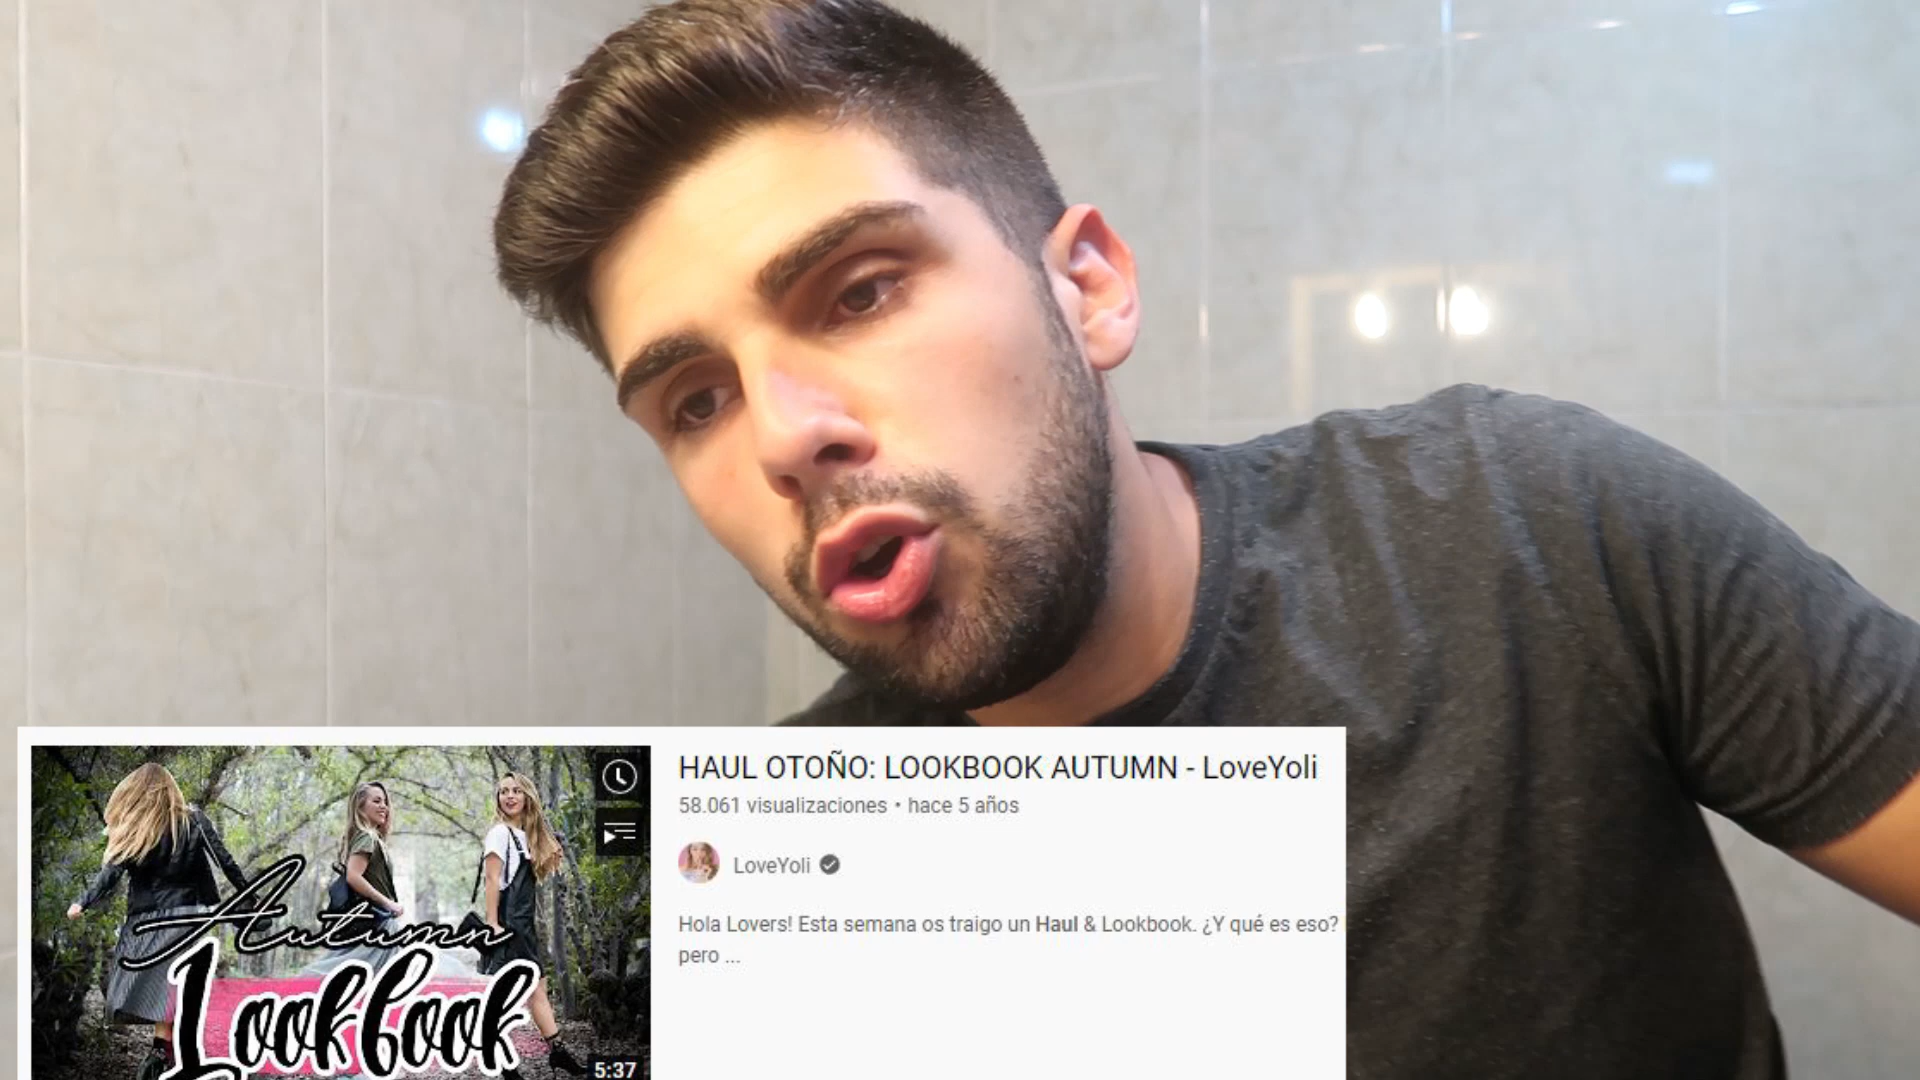 HAUL OTOÑO: LOOKBOOK AUTUMN - LoveYoli
58.061 visualizaciones • hace 5 años
LoveYoli
Hola Lovers! Esta semana os traigo un Haul & Lookbook. ¿Y qué es eso?
pero ...
Autumn
Lookbook
5:37